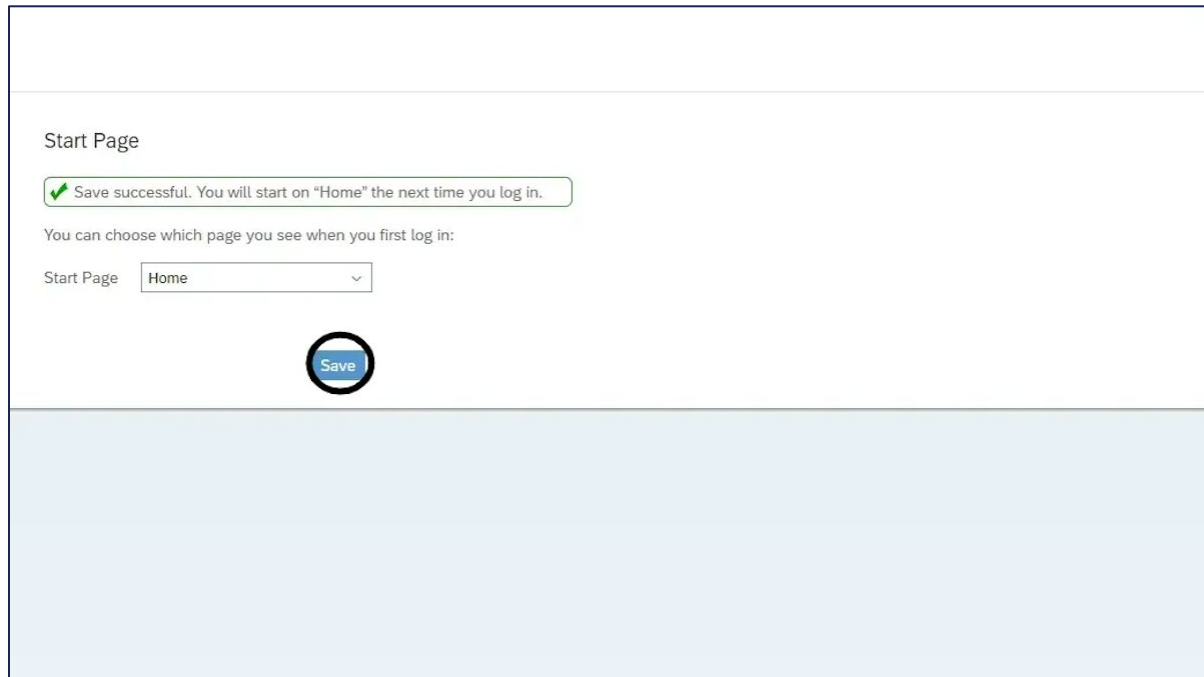 Start Page
Save successful. You will start on “Home” the next time you log in.
You can choose which page you see when you first log in:
Start Page Home
Save